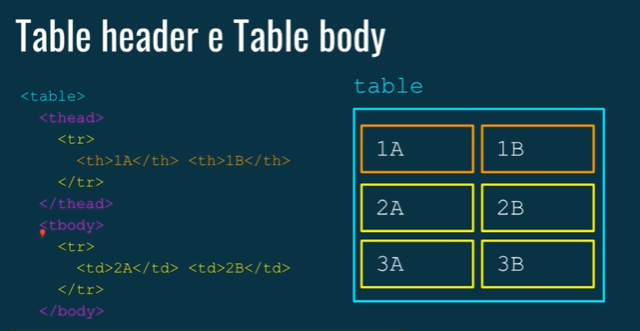 Table header e Table body
<table>
<thead>
<tr>
<th>1A</th> <th>1B</th>
</tr>
</thead>
<tbody>
<tr>
<td>2A</td> <td>2B</td>
</tr>
</body>
table
1A 1B
2A 2B
3A 3B